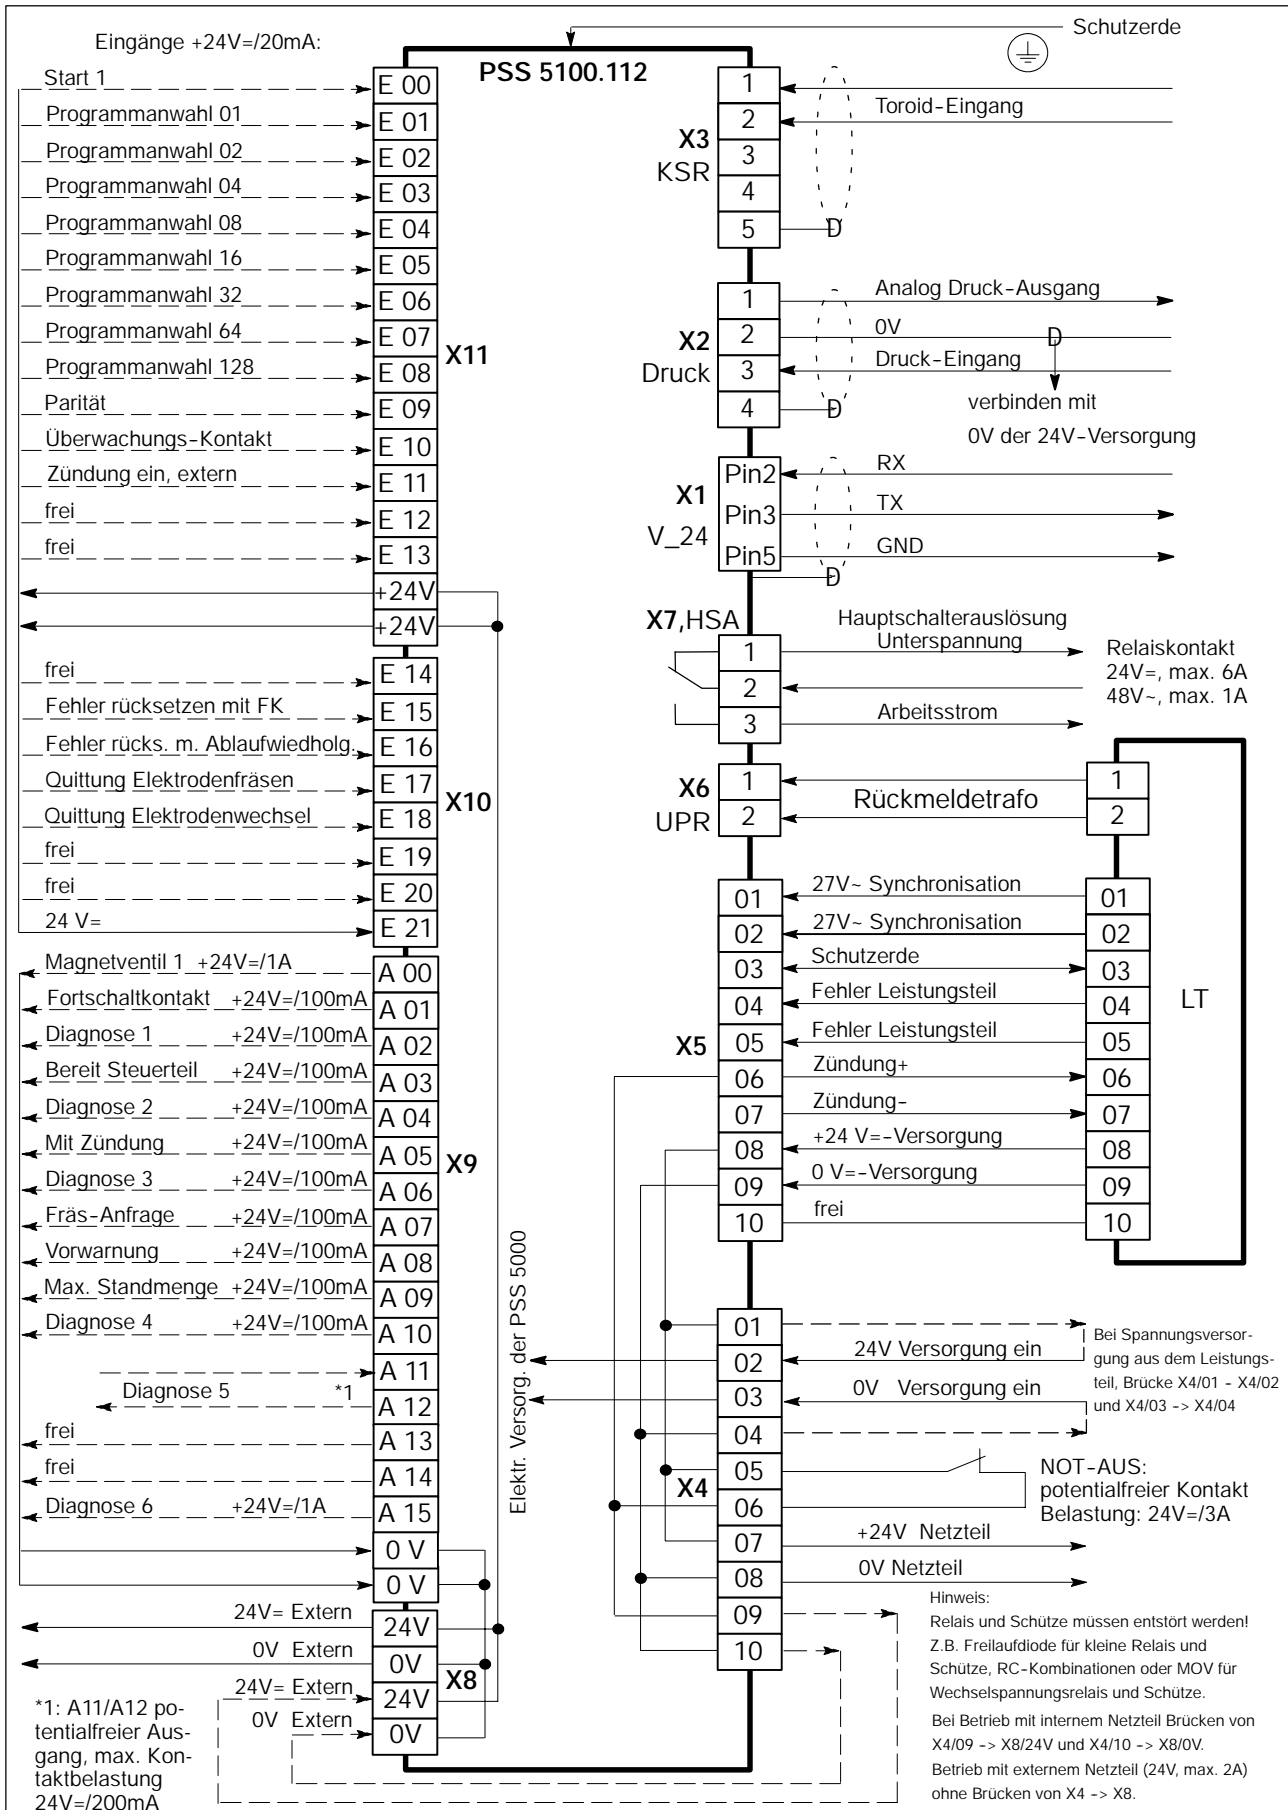 Eingänge +24V=/20mA:
Schutzerde
PSS 5100.112
Start 1
E 00
Programmanwahl 01
E 01
Programmanwahl 02
E 02
Programmanwahl 04
E 03
Programmanwahl 08
E 04
Programmanwahl 16
E 05
Programmanwahl 32
E 06
Programmanwahl 64
E 07
Programmanwahl 128
E 08
Parität
E 09
Überwachungs-Kontakt
E 10
Zündung ein, extern
E 11
frei
E 12
frei
E 13
+24V
+24V
X11
frei
E 14
Fehler rücksetzen mit FK
E 15
Fehler rücks. m. Ablaufwiedholg.
E 16
Quittung Elektrodenfräsen
E 17
Quittung Elektrodenwechsel
E 18
frei
E 19
frei
E 20
24 V=
E 21
X10
Magnetventil 1 +24V=/1A
A 00
Fortschaltkontakt +24V=/100mA
A 01
Diagnose 1 +24V=/100mA
A 02
Bereit Steuerteil +24V=/100mA
A 03
Diagnose 2 +24V=/100mA
A 04
Mit Zündung +24V=/100mA
A 05
Diagnose 3 +24V=/100mA
A 06
Fräs-Anfrage +24V=/100mA
A 07
Vorwarnung +24V=/100mA
A 08
Max. Standmenge +24V=/100mA
A 09
Diagnose 4 +24V=/100mA
A 10
A 11
Diagnose 5 *1
A 12
frei
A 13
frei
A 14
Diagnose 6 +24V=/1A
A 15
0 V
0 V
X9
24V= Extern
24V
0V Extern
0V
24V= Extern
24V
0V Extern
0V
X8
*1: A11/A12 po-
tentialfreier Aus-
gang, max. Kon-
taktbelastung
24V=/200mA
Elektr. Versorg. der PSS 5000
X3
KSR
1
2
3
4
5
Toroid-Eingang
D
X2
Druck
1
2
3
4
Analog Druck-Ausgang
0V
D
Druck-Eingang
D
verbinden mit
0V der 24V-Versorgung
X1
V_24
Pin2
Pin3
Pin5
RX
TX
GND
D
X7,HSA
1
2
3
Hauptschalterauslösung
Unterspannung
Arbeitsstrom
Relaiskontakt
24V=, max. 6A
48V~, max. 1A
X6
UPR
1
2
Rückmeldetrafo
1
2
X5
01
27V~ Synchronisation
01
02
27V~ Synchronisation
02
03
Schutzerde
03
04
Fehler Leistungsteil
04
05
Fehler Leistungsteil
05
06
Zündung+
06
07
Zündung-
07
08
+24 V=-Versorgung
08
09
0 V=-Versorgung
09
10
frei
10
LT
X4
01
02
24V Versorgung ein
03
0V Versorgung ein
04
05
06
07
+24V Netzteil
08
0V Netzteil
09
10
Bei Spannungsversor-
gung aus dem Leistungs-
teil, Brücke X4/01 - X4/02
und X4/03 -> X4/04
NOT-AUS:
potentialfreier Kontakt
Belastung: 24V=/3A
Hinweis:
Relais und Schütze müssen entstört werden!
Z.B. Freilaufdiode für kleine Relais und
Schütze, RC-Kombinationen oder MOV für
Wechselspannungsrelais und Schütze.
Bei Betrieb mit internem Netzteil Brücken von
X4/09 -> X8/24V und X4/10 -> X8/0V.
Betrieb mit externem Netzteil (24V, max. 2A)
ohne Brücken von X4 -> X8.